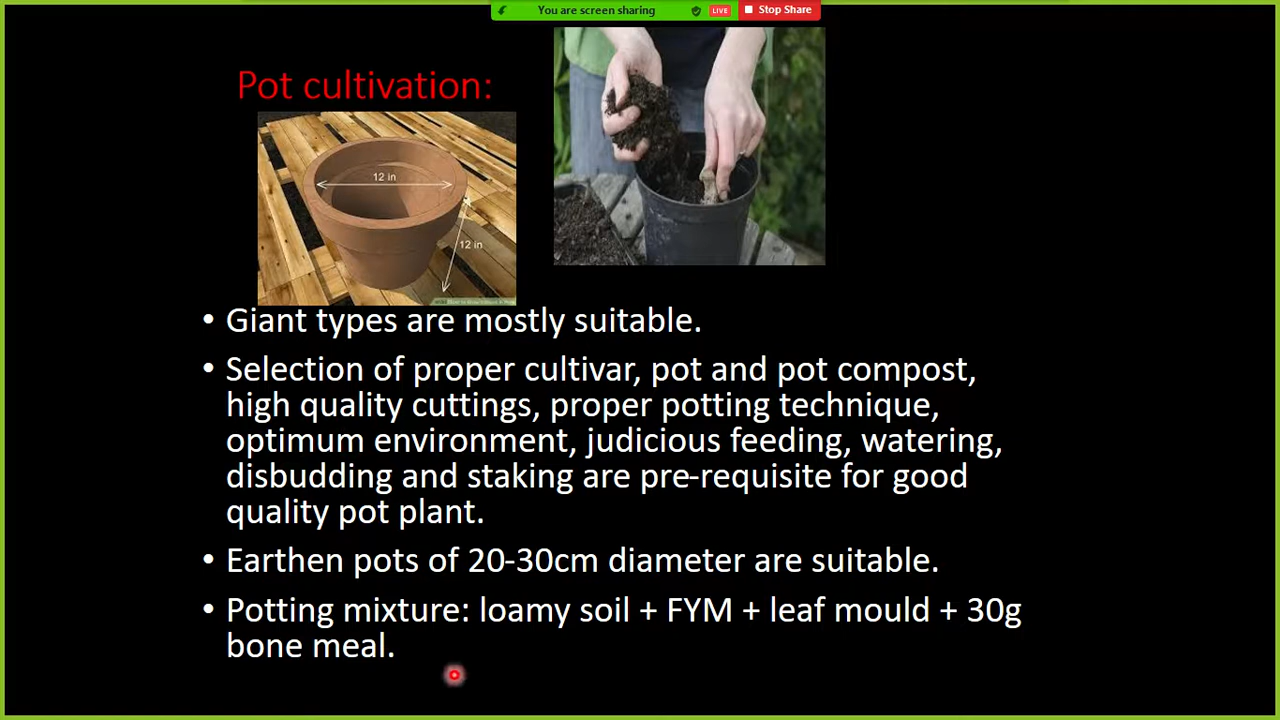 You are screen sharing
LIVE
Stop Share
Pot cultivation:
12 in
12 in
• Giant types are mostly suitable.
• Selection of proper cultivar, pot and pot compost,
high quality cuttings, proper potting technique,
optimum environment, judicious feeding, watering,
disbudding and staking are pre-requisite for good
quality pot plant.
• Earthen pots of 20-30cm diameter are suitable.
• Potting mixture: loamy soil + FYM + leaf mould + 30g
bone meal.